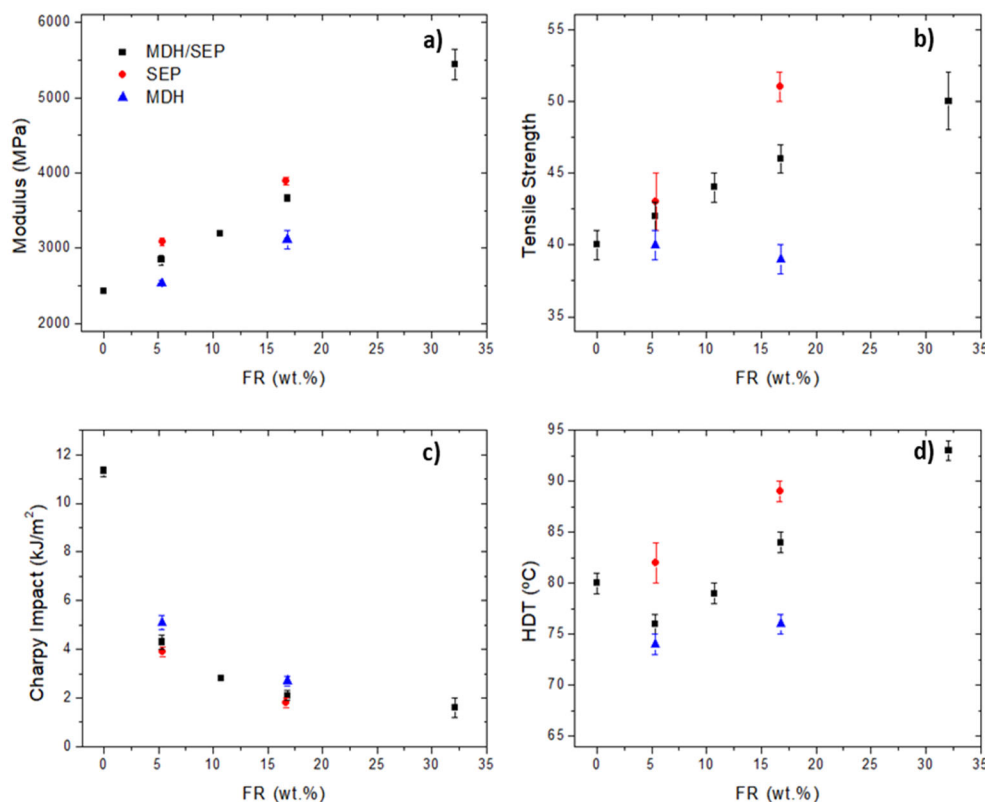 a)
MDH/SEP
SEP
MDH
6000
5000
4000
3000
2000
Modulus (MPa)
0 5 10 15 20 25 30 35
FR (wt.%)
b)
55
50
45
40
35
Tensile Strength
0 5 10 15 20 25 30 35
FR (wt.%)
c)
12
10
8
6
4
2
0
Charpy Impact (kJ/m²)
0 5 10 15 20 25 30 35
FR (wt.%)
d)
95
90
85
80
75
70
65
HDT (ºC)
0 5 10 15 20 25 30 35
FR (wt.%)